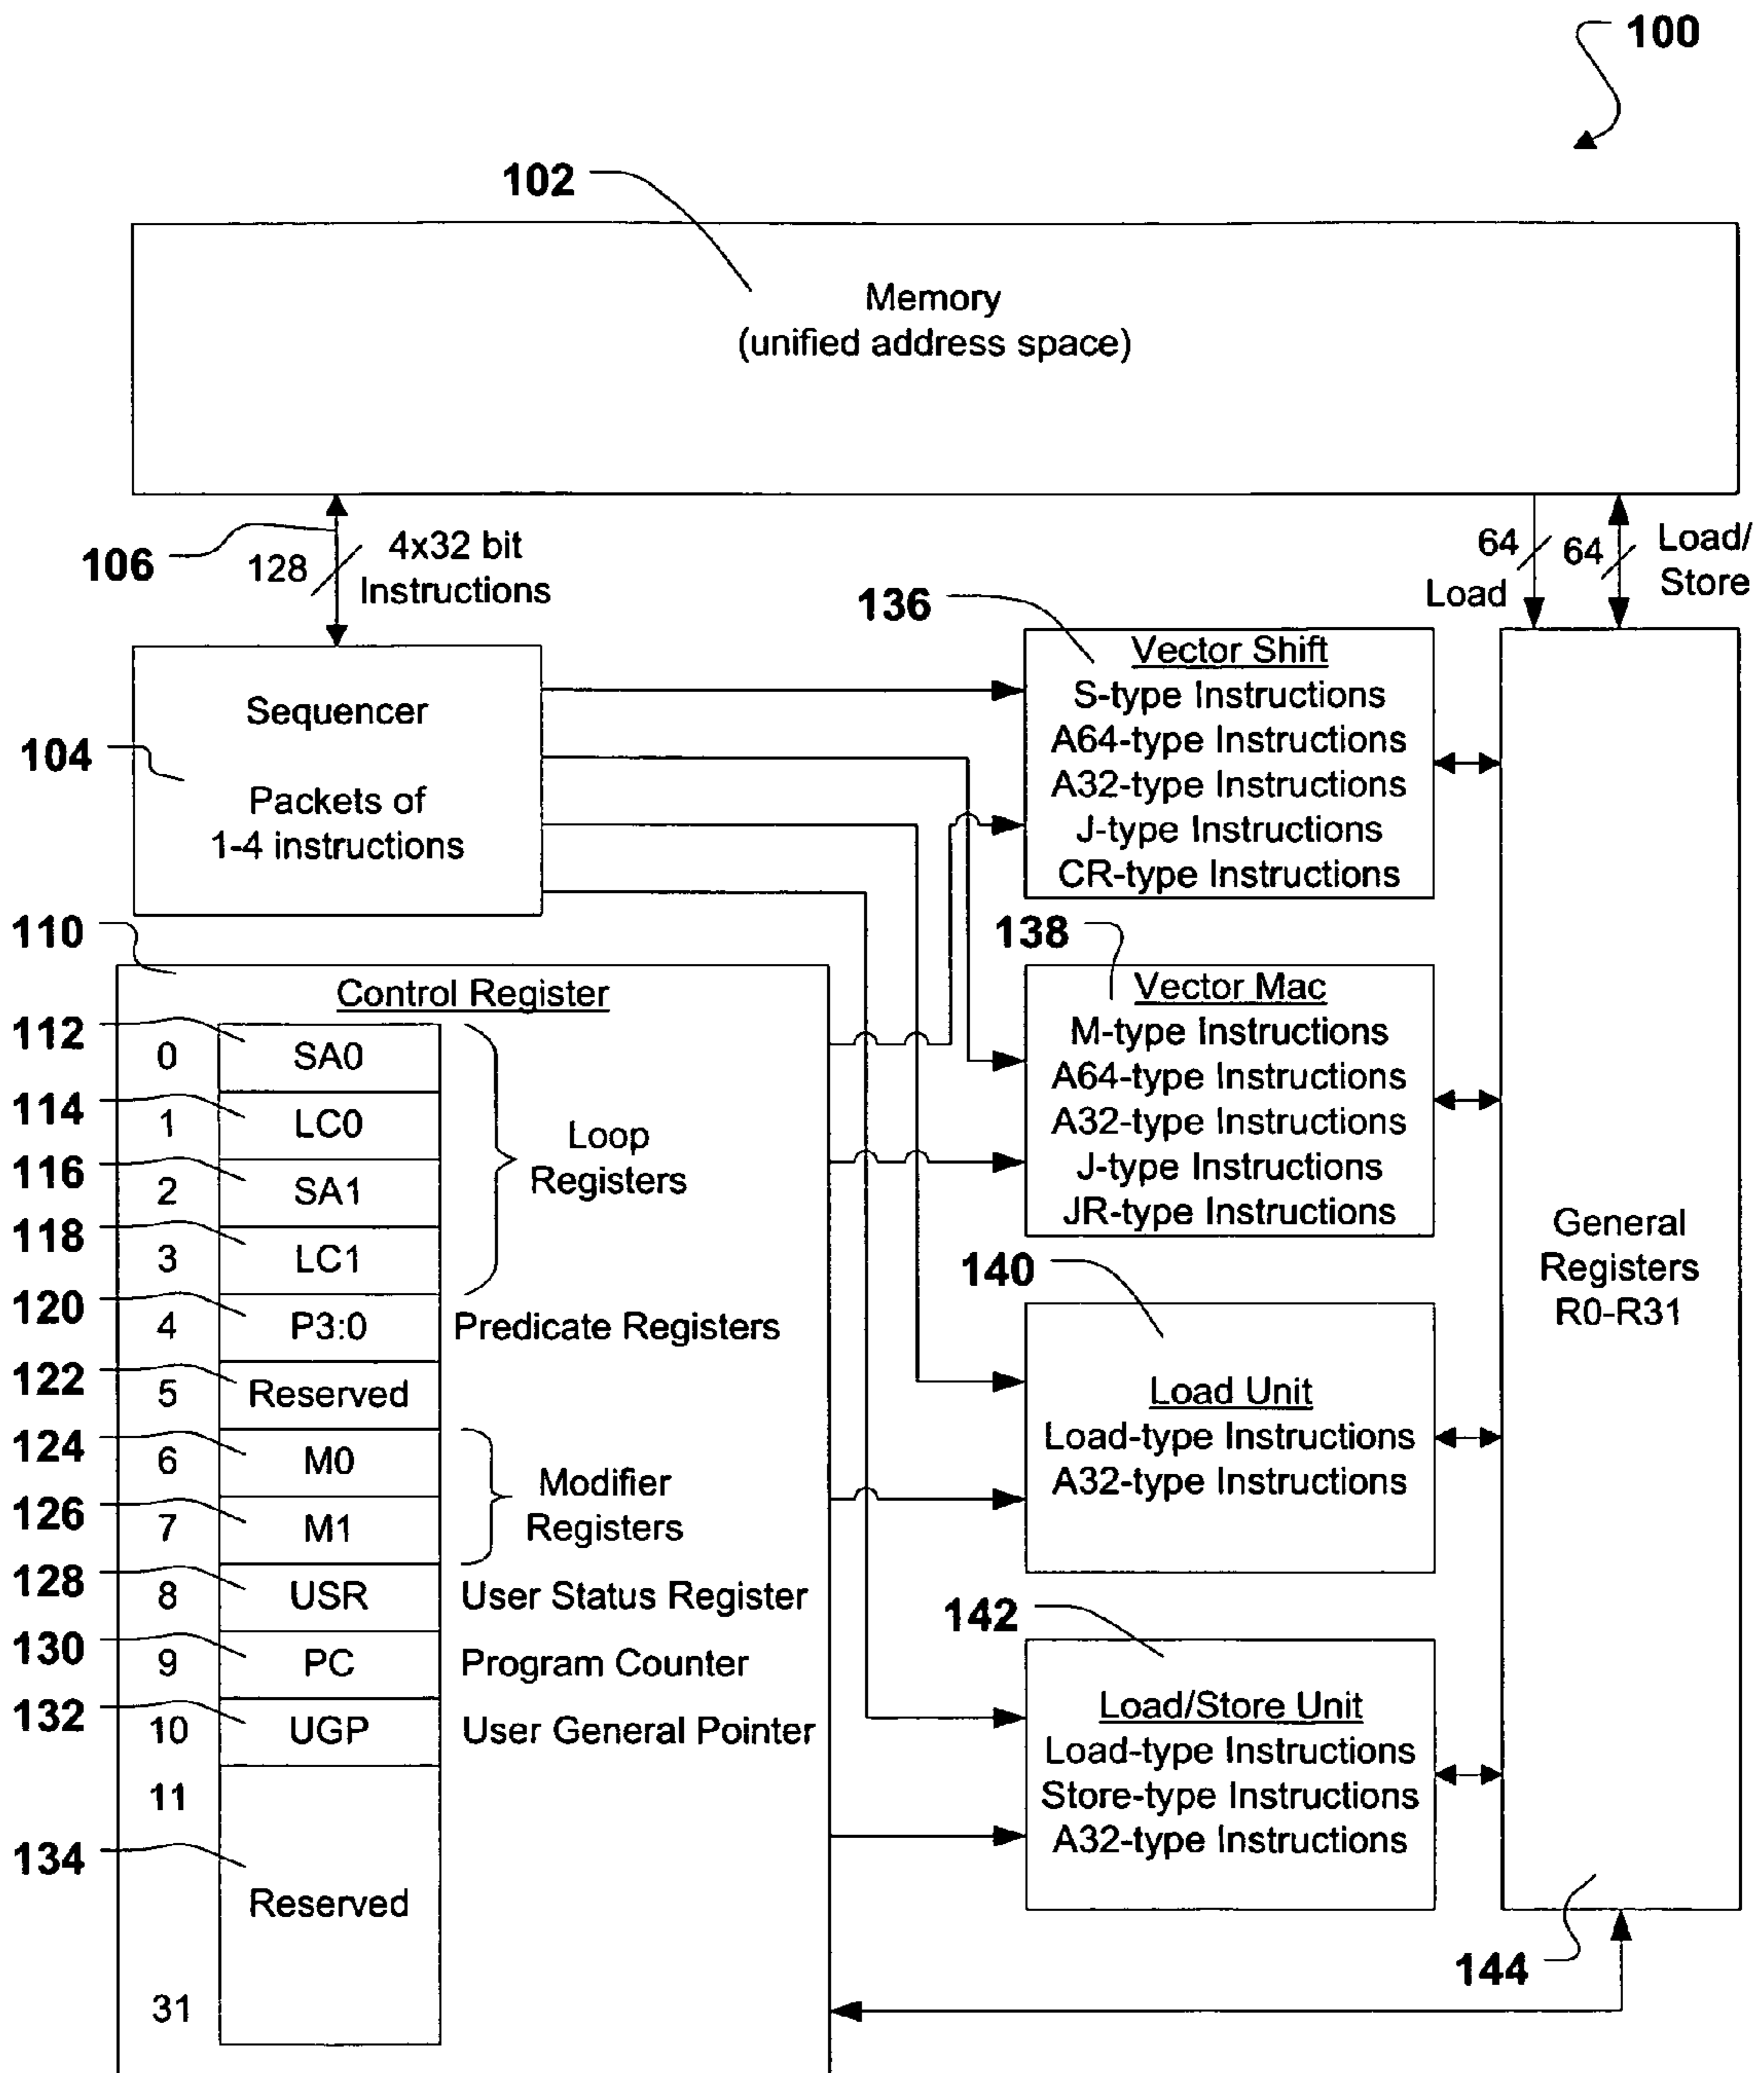 100
102
Memory
(unified address space)
106
128
4x32 bit
Instructions
64
Load
64
Load/
Store
104
Sequencer
Packets of
1-4 instructions
136
Vector Shift
S-type Instructions
A64-type Instructions
A32-type Instructions
J-type Instructions
CR-type Instructions
138
Vector Mac
M-type Instructions
A64-type Instructions
A32-type Instructions
J-type Instructions
JR-type Instructions
140
Load Unit
Load-type Instructions
A32-type Instructions
142
Load/Store Unit
Load-type Instructions
Store-type Instructions
A32-type Instructions
General
Registers
R0-R31
144
110
Control Register
112
0
SA0
114
1
LC0
116
2
SA1
118
3
LC1
Loop
Registers
120
4
P3:0
Predicate Registers
122
5
Reserved
124
6
M0
126
7
M1
Modifier
Registers
128
8
USR
User Status Register
130
9
PC
Program Counter
132
10
UGP
User General Pointer
11
134
Reserved
31